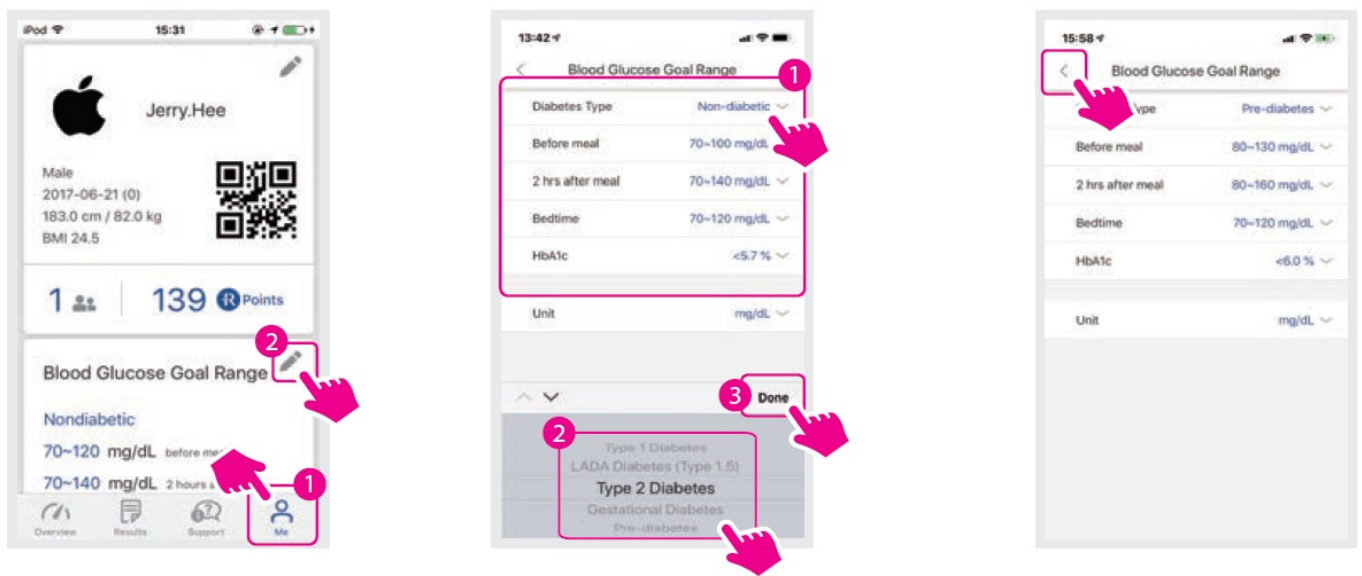 iPod 15:31
Jerry.Hee
Male
2017-06-21 (0)
183.0 cm / 82.0 kg
BMI 24.5
1 139 R Points
2
Blood Glucose Goal Range
Nondiabetic
70~120 mg/dL before me
70~140 mg/dL 2 hours a
1
Overview Results Support Me
13:42
< Blood Glucose Goal Range
1
Diabetes Type Non-diabetic
Before meal 70~100 mg/dL
2 hrs after meal 70~140 mg/dL
Bedtime 70~120 mg/dL
HbA1c <5.7 %
Unit mg/dL
3 Done
2
Type 1 Diabetes
LADA Diabetes (Type 1.5)
Type 2 Diabetes
Gestational Diabetes
Pre-diabetes
15:58
< Blood Glucose Goal Range
ype Pre-diabetes
Before meal 80~130 mg/dL
2 hrs after meal 80~160 mg/dL
Bedtime 70~120 mg/dL
HbA1c <6.0 %
Unit mg/dL